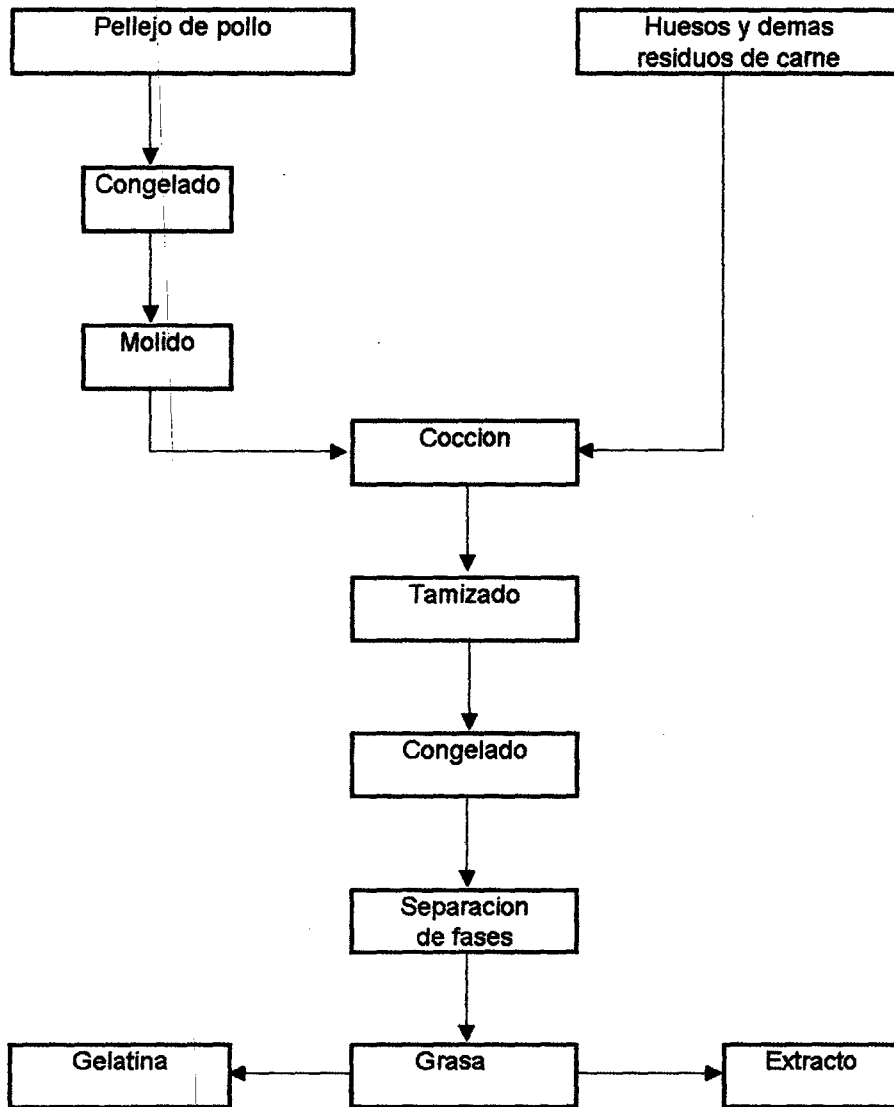 Pellejo de pollo
Huesos y demas
residuos de carne
Congelado
Molido
Coccion
Tamizado
Congelado
Separacion
de fases
Gelatina
Grasa
Extracto